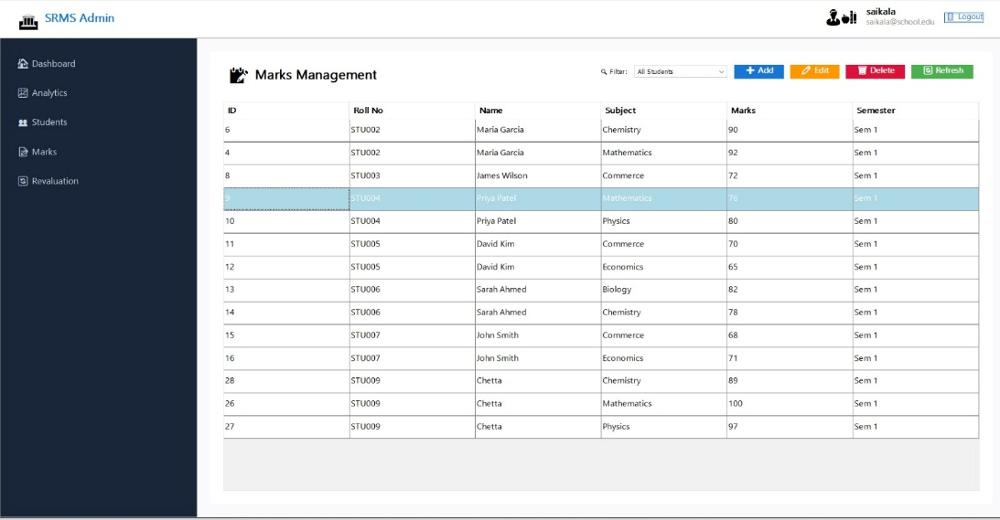 SRMS Admin
saikala
saikala@school.edu
Logout
Dashboard
Analytics
Students
Marks
Revaluation
Marks Management
Filter: All Students
Add Edit Delete Refresh
ID Roll No Name Subject Marks Semester
6 STU002 Maria Garcia Chemistry 90 Sem 1
4 STU002 Maria Garcia Mathematics 92 Sem 1
8 STU003 James Wilson Commerce 72 Sem 1
9 STU004 Priya Patel Mathematics 76 Sem 1
10 STU004 Priya Patel Physics 80 Sem 1
11 STU005 David Kim Commerce 70 Sem 1
12 STU005 David Kim Economics 65 Sem 1
13 STU006 Sarah Ahmed Biology 82 Sem 1
14 STU006 Sarah Ahmed Chemistry 78 Sem 1
15 STU007 John Smith Commerce 68 Sem 1
16 STU007 John Smith Economics 71 Sem 1
28 STU009 Chetta Chemistry 89 Sem 1
26 STU009 Chetta Mathematics 100 Sem 1
27 STU009 Chetta Physics 97 Sem 1